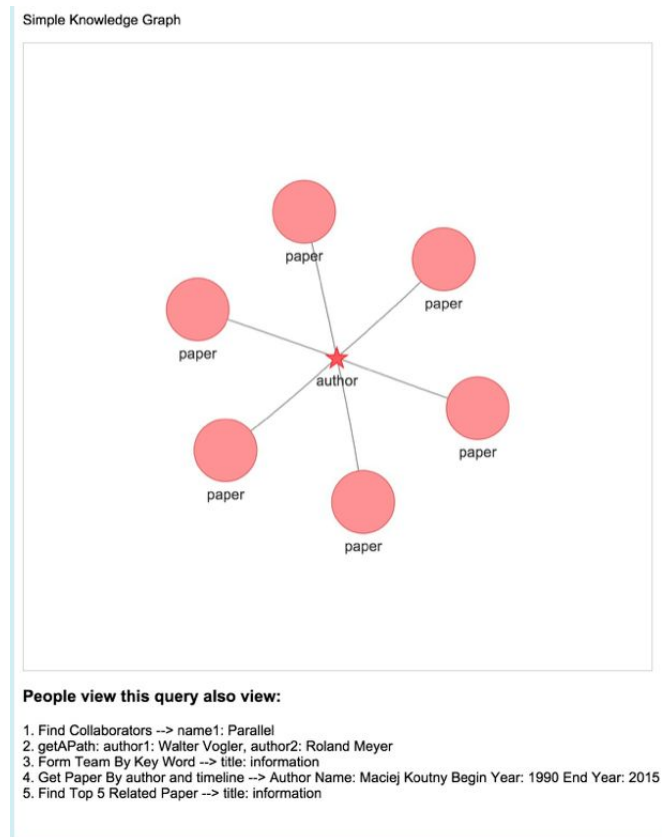 Simple Knowledge Graph
paper
paper
paper
author
paper
paper
paper
People view this query also view:
1. Find Collaborators --> name1: Parallel
2. getAPath: author1: Walter Vogler, author2: Roland Meyer
3. Form Team By Key Word --> title: information
4. Get Paper By author and timeline --> Author Name: Maciej Koutny Begin Year: 1990 End Year: 2015
5. Find Top 5 Related Paper --> title: information